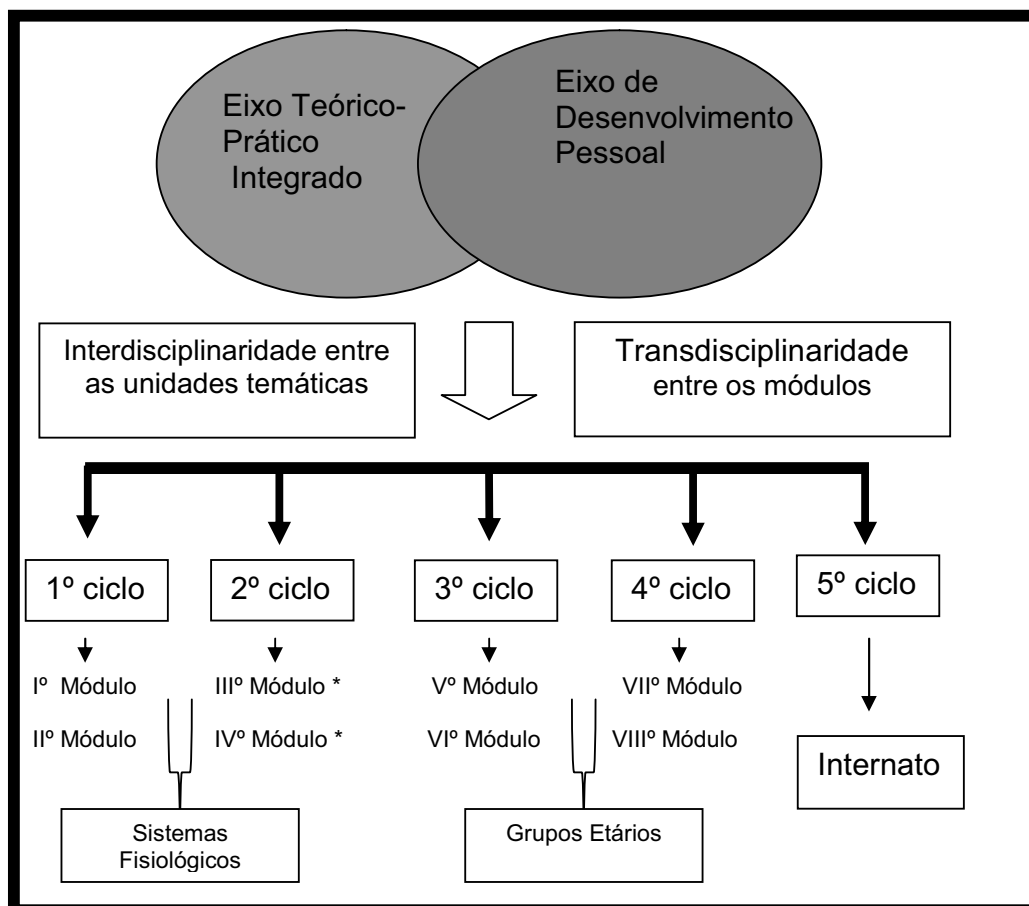 Eixo Teórico-
Prático
Integrado
Eixo de
Desenvolvimento
Pessoal
Interdisciplinaridade entre
as unidades temáticas
Transdisciplinaridade
entre os módulos
1º ciclo
2º ciclo
3º ciclo
4º ciclo
5º ciclo
Iº Módulo
IIIº Módulo *
Vº Módulo
VIIº Módulo
IIº Módulo
IVº Módulo *
VIº Módulo
VIIIº Módulo
Internato
Sistemas
Fisiológicos
Grupos Etários